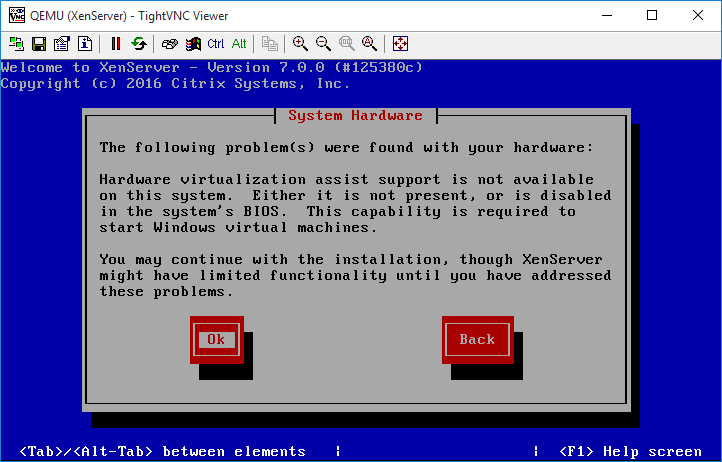 QEMU (XenServer) - TightVNC Viewer
Ctrl Alt
Welcome to XenServer - Version 7.0.0 (#125380c)
Copyright (c) 2016 Citrix Systems, Inc.
System Hardware
The following problem(s) were found with your hardware:
Hardware virtualization assist support is not available
on this system.  Either it is not present, or is disabled
in the system's BIOS.  This capability is required to
start Windows virtual machines.
You may continue with the installation, though XenServer
might have limited functionality until you have addressed
these problems.
Ok Back
<Tab>/<Alt-Tab> between elements | | <F1> Help screen